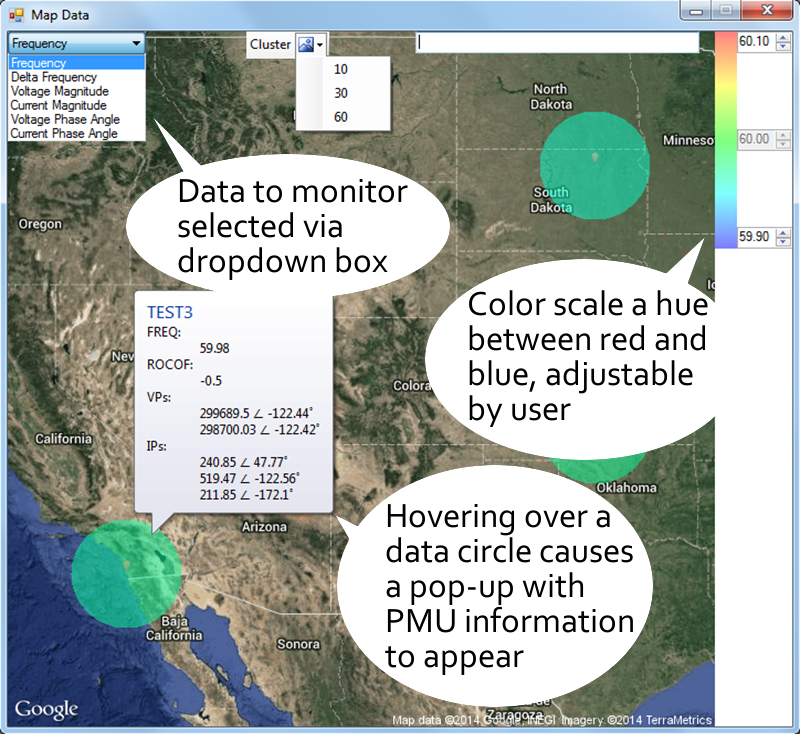 Map Data
Frequency
Cluster
60.10
Frequency
Delta Frequency
Voltage Magnitude
Current Magnitude
Voltage Phase Angle
Current Phase Angle
10
30
60
North
Dakota
Minneso
60.00
South
Dakota
59.90
Oregon
Data to monitor
selected via
dropdown box
Color scale a hue
between red and
blue, adjustable
by user
TEST3
FREQ:
59.98
ROCOF:
-0.5
VPs:
299689.5 ∠ -122.44°
298700.03 ∠ -122.42°
IPs:
240.85 ∠ 47.77°
519.47 ∠ -122.56°
211.85 ∠ -172.1°
Nev
Colora
California
Oklahoma
Arizona
Hovering over a
data circle causes
a pop-up with
PMU information
to appear
Baja
California
Sonora
Zaragoza
Google
Map data ©2014 Google, INEGI Imagery ©2014 TerraMetrics